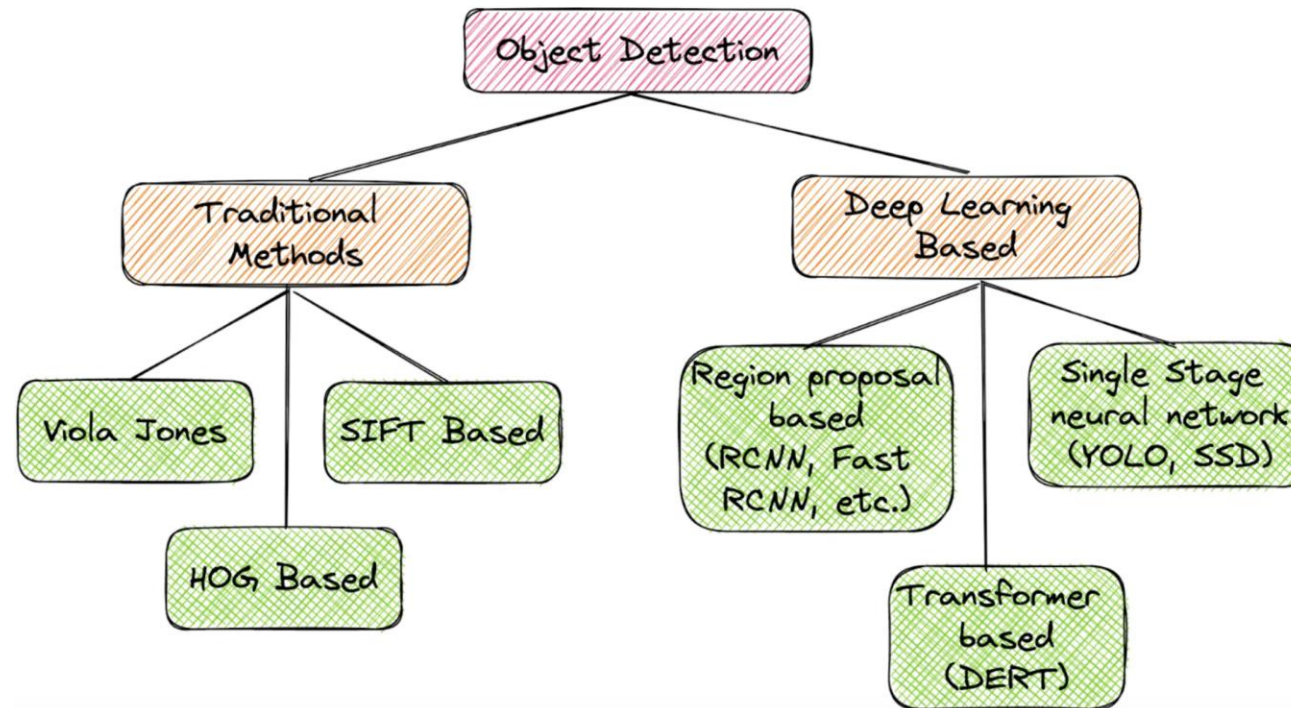 Object Detection
Traditional
Methods
Deep Learning
Based
Viola Jones
SIFT Based
HOG Based
Region proposal
based
(RCNN, Fast
RCNN, etc.)
Single Stage
neural network
(YOLO, SSD)
Transformer
based
(DERT)